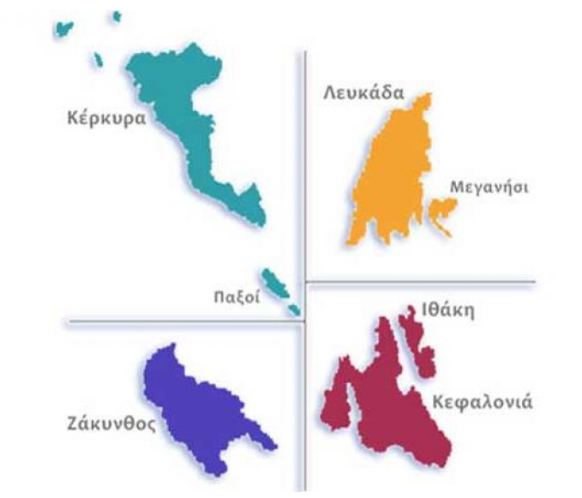 Κέρκυρα
Παξοί
Λευκάδα
Μεγανήσι
Ζάκυνθος
Ιθάκη
Κεφαλονιά